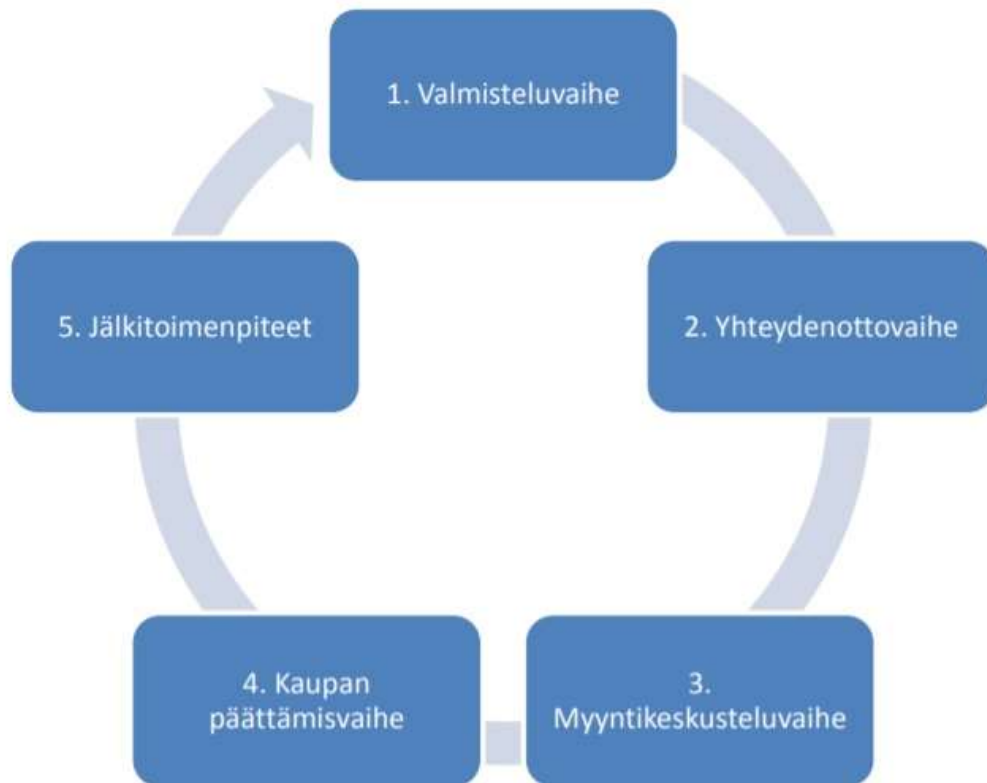 1. Valmisteluvaihe
2. Yhteydenottovaihe
3.
Myyntikeskusteluvaihe
4. Kaupan
päättämisvaihe
5. Jälkitoimenpiteet